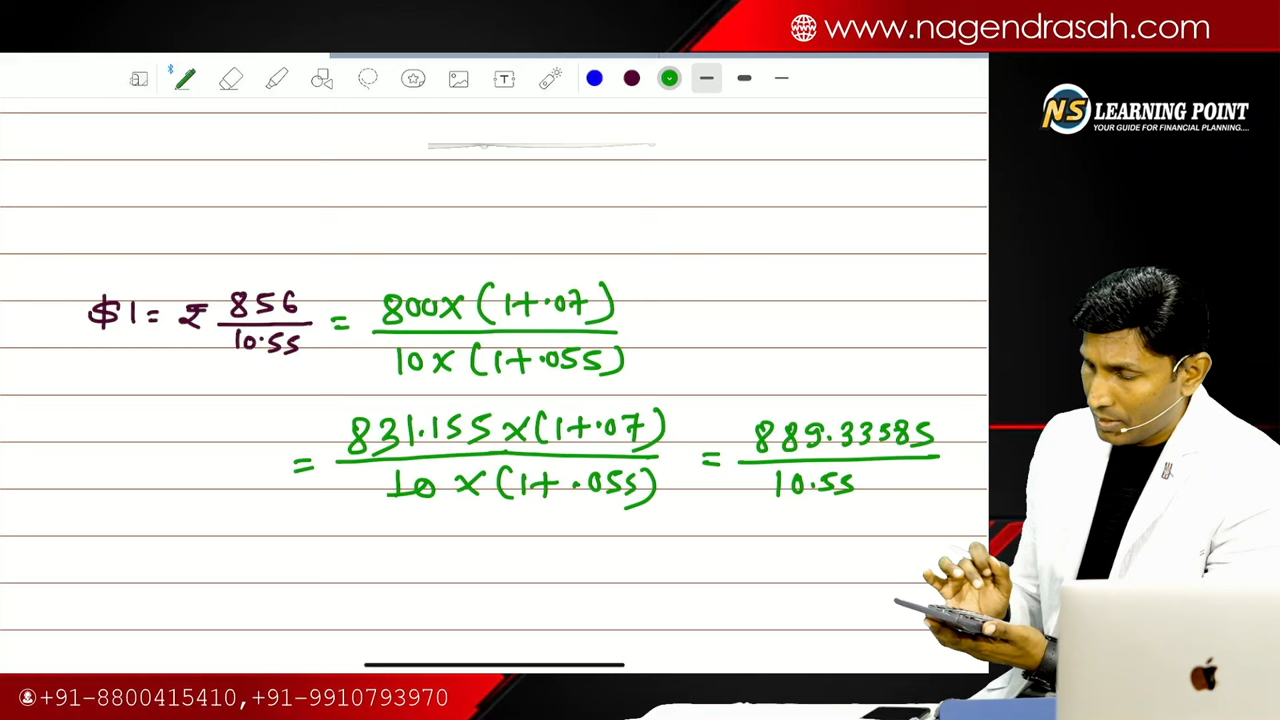 www.nagendrasah.com
NS LEARNING POINT
YOUR GUIDE FOR FINANCIAL PLANNING....
T
$1 = ₹ 856 / 10.55 = 800 × (1+.07) / 10 × (1+.055)
= 831.155 × (1+.07) / 10 × (1+.055) = 889.33585 / 10.55
+91-8800415410,+91-9910793970